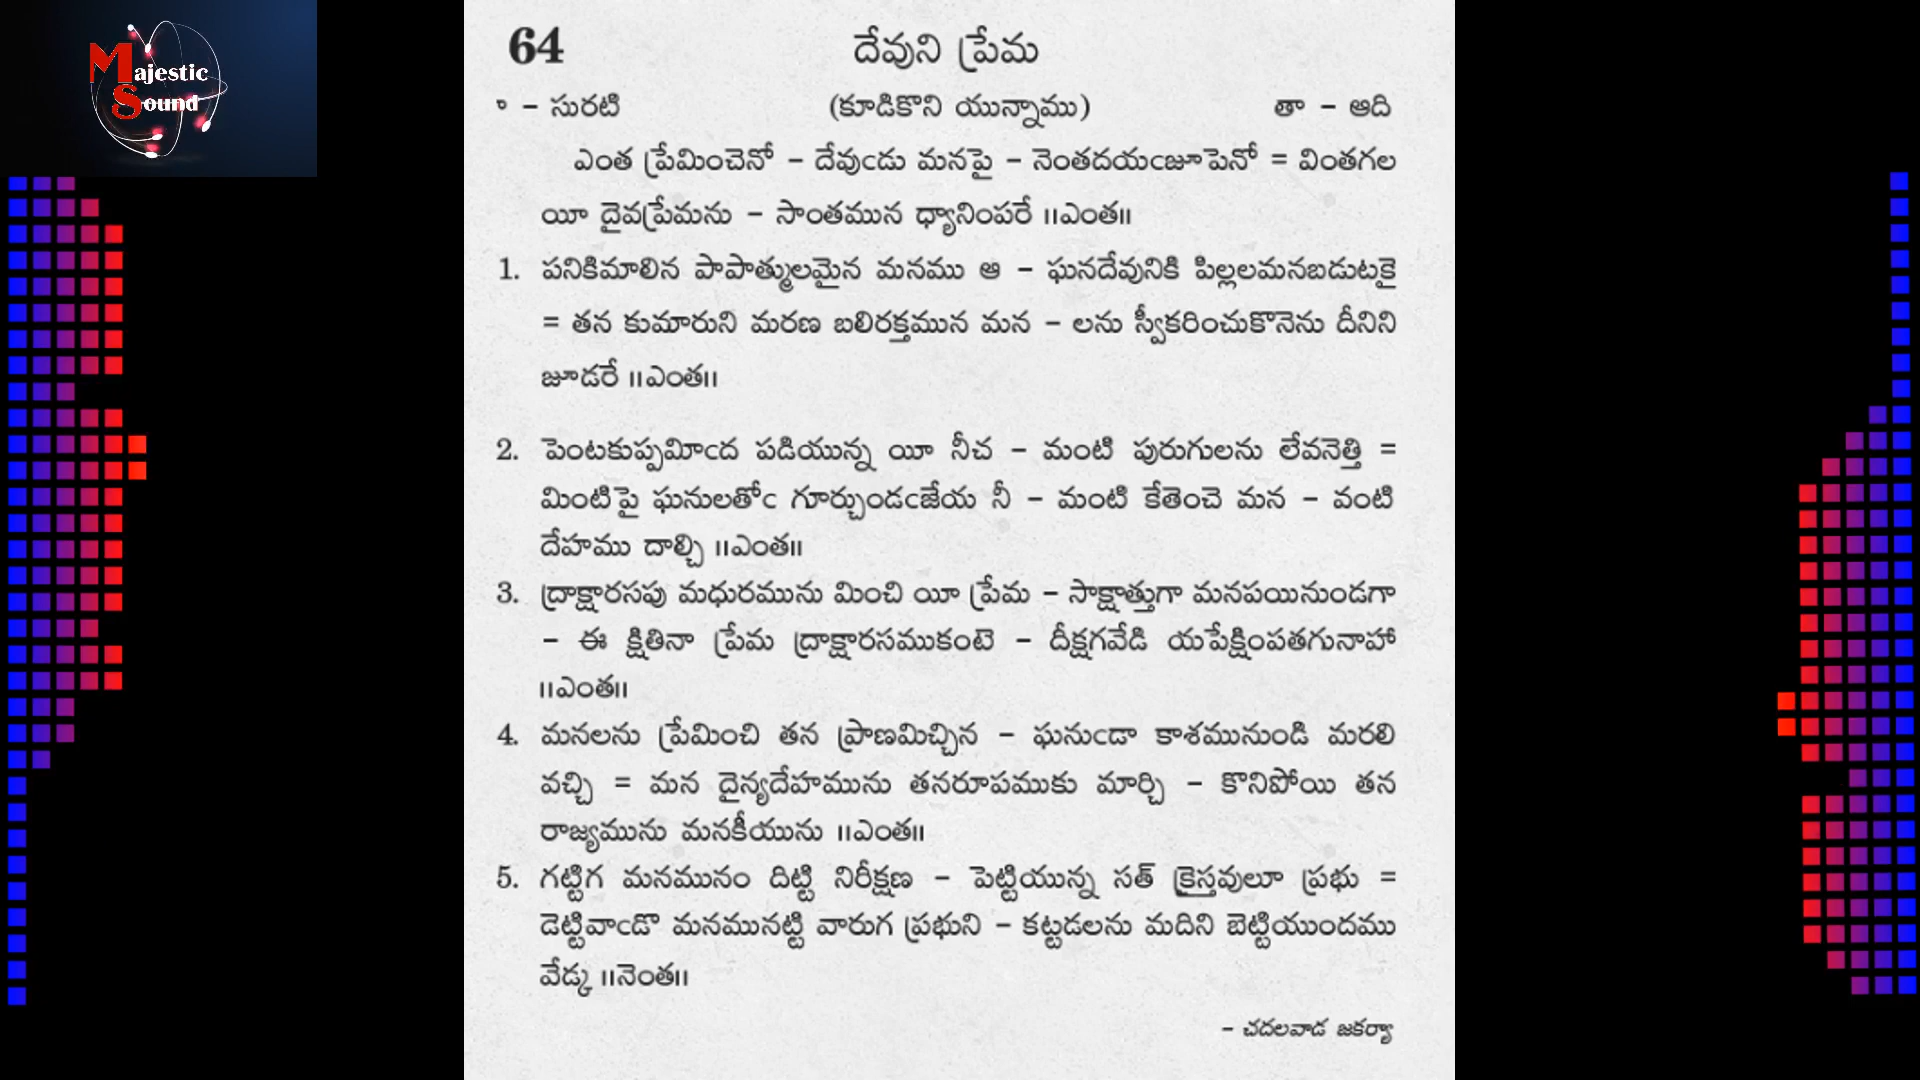 Majestic
Sound
64 దేవుని ప్రేమ
ా - సురటి (కూడికొని యున్నాము) తా - ఆది
ఎంత ప్రేమించెనో - దేవుఁడు మనపై - నెంతదయఁజూపెనో = వింతగల
యీ దైవప్రేమను - సాంతమున ధ్యానింపరే ॥ఎంత॥
1. పనికిమాలిన పాపాత్ములమైన మనము ఆ - ఘనదేవునికి పిల్లలమనబడుటకై
= తన కుమారుని మరణ బలిరక్తమున మన - లను స్వీకరించుకొనెను దీనిని
జూడరే ॥ఎంత॥
2. పెంటకుప్పమీఁద పడియున్న యీ నీచ - మంటి పురుగులను లేవనెత్తి =
మింటిపై ఘనులతోఁ గూర్చుండఁజేయ నీ - మంటి కేతెంచె మన - వంటి
దేహము దాల్చి ॥ఎంత॥
3. ద్రాక్షారసపు మధురమును మించి యీ ప్రేమ - సాక్షాత్తుగా మనపయినుండగా
- ఈ క్షితినా ప్రేమ ద్రాక్షారసముకంటె - దీక్షగవేడి యపేక్షింపతగునాహా
॥ఎంత॥
4. మనలను ప్రేమించి తన ప్రాణమిచ్చిన - ఘనుఁడా కాశమునుండి మరలి
వచ్చి = మన దైన్యదేహమును తనరూపముకు మార్చి - కొనిపోయి తన
రాజ్యమును మనకీయును ॥ఎంత॥
5. గట్టిగ మనమునం దిట్టి నిరీక్షణ - పెట్టియున్న సత్ క్రైస్తవులూ ప్రభు =
డెట్టివాఁడొ మనమునట్టి వారుగ ప్రభుని - కట్టడలను మదిని బెట్టియుందము
వేడ్క ॥నెంత॥
- చదలవాడ జకర్యా